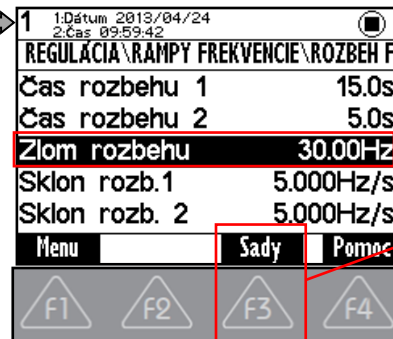 1 1:Dátum 2013/04/24
2:Čas 09:59:42
REGULÁCIA\RAMPY FREKVENCIE\ROZBEH F
Čas rozbehu 1 15.0s
Čas rozbehu 2 5.0s
Zlom rozbehu 30.00Hz
Sklon rozb.1 5.000Hz/s
Sklon rozb. 2 5.000Hz/s
Menu Sady Pomoc
F1 F2 F3 F4